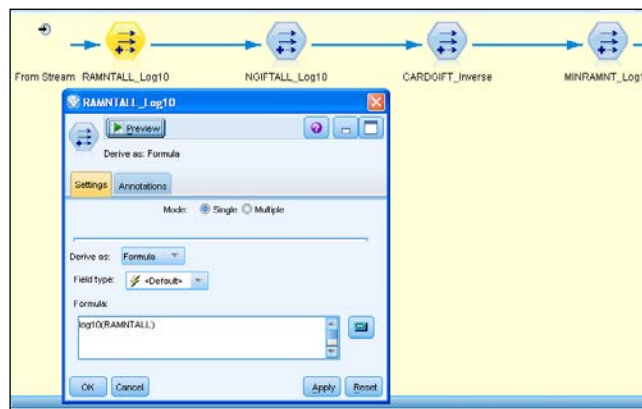 From Stream RAMNTALL_Log10 NGIFTALL_Log10 CARDGIFT_Inverse MINRAMNT_Log1
RAMNTALL_Log10
Preview
Derive as: Formula
Settings Annotations
Mode: Single Multiple
Derive as: Formula
Field type: <Default>
Formula:
log10(RAMNTALL)
OK Cancel Apply Reset